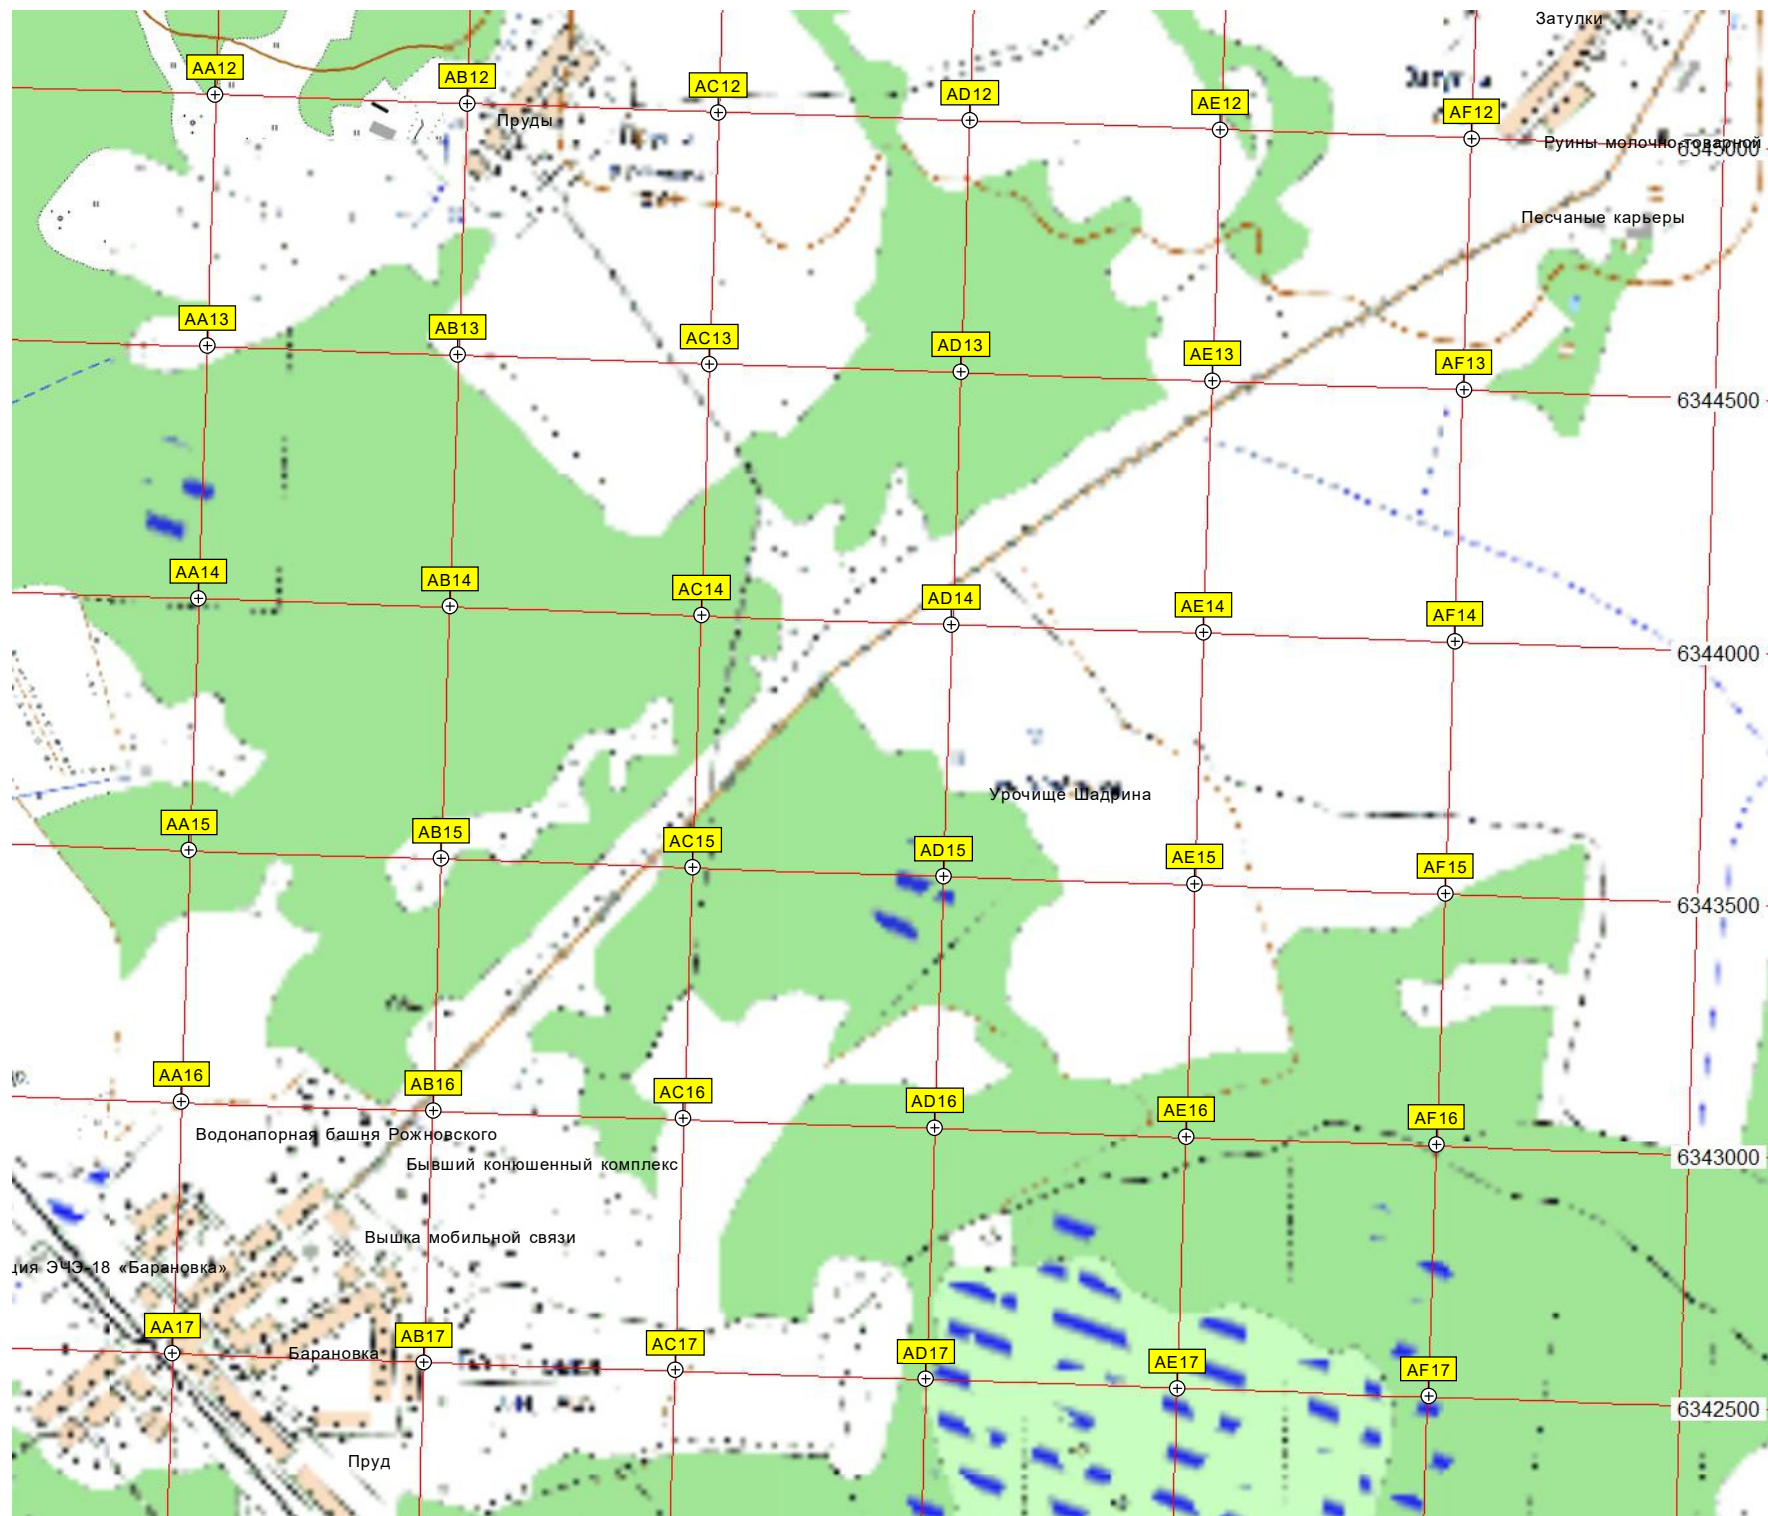 Затулки
AA12
AB12
AC12
AD12
AE12
AF12
Пруды
Руины молочно-товарной
6345000
Песчаные карьеры
AA13
AB13
AC13
AD13
AE13
AF13
6344500
AA14
AB14
AC14
AD14
AE14
AF14
6344000
Урочище Шадрина
AA15
AB15
AC15
AD15
AE15
AF15
6343500
AA16
AB16
AC16
AD16
AE16
AF16
Водонапорная башня Рожновского
6343000
Бывший конюшенный комплекс
Вышка мобильной связи
ция ЭЧЭ-18 «Барановка»
AA17
AB17
AC17
AD17
AE17
AF17
Барановка
6342500
Пруд